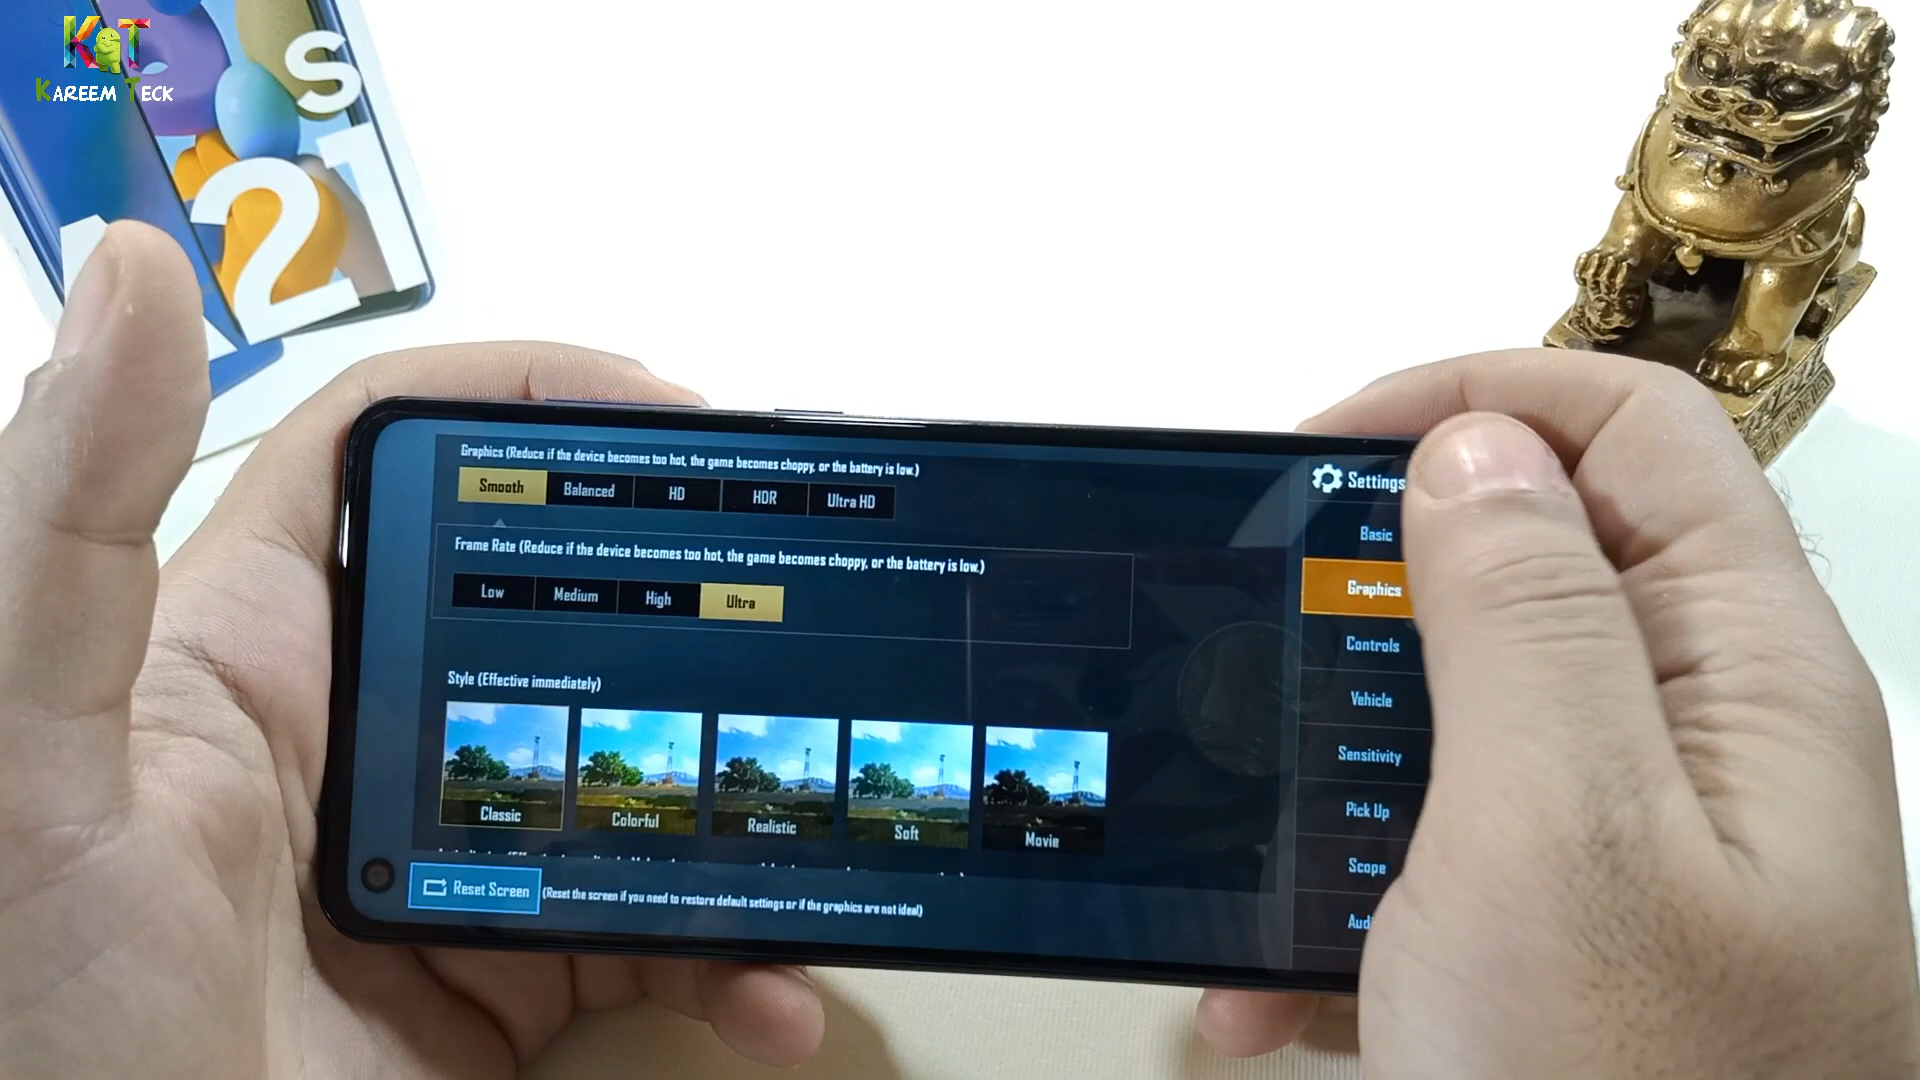 KT
KAREEM TECK
A21s
Graphics (Reduce if the device becomes too hot, the game becomes choppy, or the battery is low.)
Smooth Balanced HD HDR Ultra HD
Frame Rate (Reduce if the device becomes too hot, the game becomes choppy, or the battery is low.)
Low Medium High Ultra
Style (Effective immediately)
Classic Colorful Realistic Soft Movie
Reset Screen (Reset the screen if you need to restore default settings or if the graphics are not ideal)
Settings
Basic
Graphics
Controls
Vehicle
Sensitivity
Pick Up
Scope